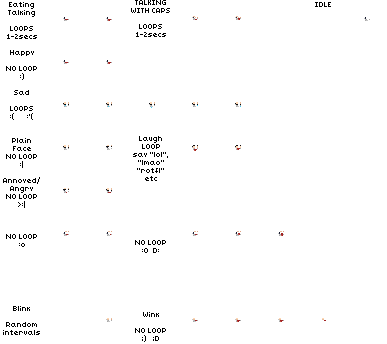 Eating
Talking
LOOPS
1-2secs
TALKING
WITH CAPS
LOOPS
1-2secs
IDLE
Happy
NO LOOP
:)
Sad
LOOPS
:( :'(
Plain
Face
NO LOOP
:|
Laugh
LOOP
say "lol",
"lmao"
"rotfl"
etc
Annoyed/
Angry
NO LOOP
>:|
NO LOOP
:o
NO LOOP
:O D:
Blink
Random
intervals
Wink
NO LOOP
;) ;D